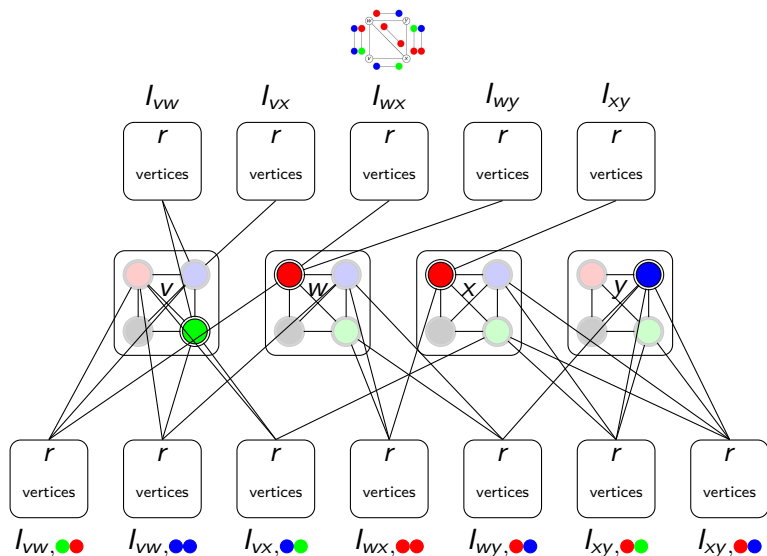 w y
v x
I_vw I_vx I_wx I_wy I_xy
r r r r r
vertices vertices vertices vertices vertices
v w x y
r r r r r r r
vertices vertices vertices vertices vertices vertices vertices
I_vw, I_vw, I_vx, I_wx, I_wy, I_xy, I_xy,